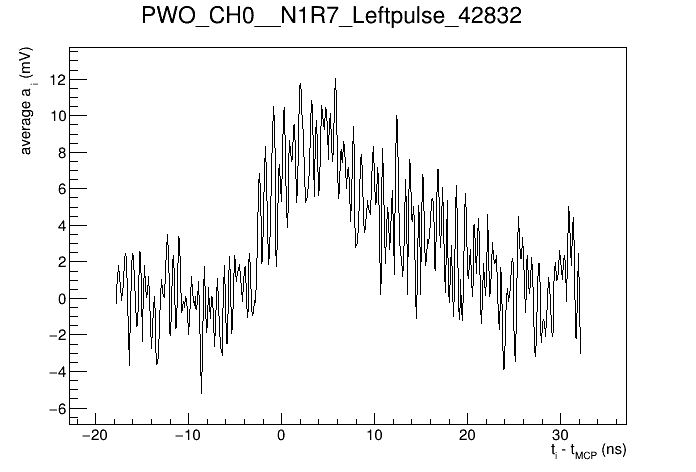 PWO_CH0__N1R7_Leftpulse_42832
average a_i (mV)
12
10
8
6
4
2
0
−2
−4
−6
−20 −10 0 10 20 30
t_i - t_MCP (ns)